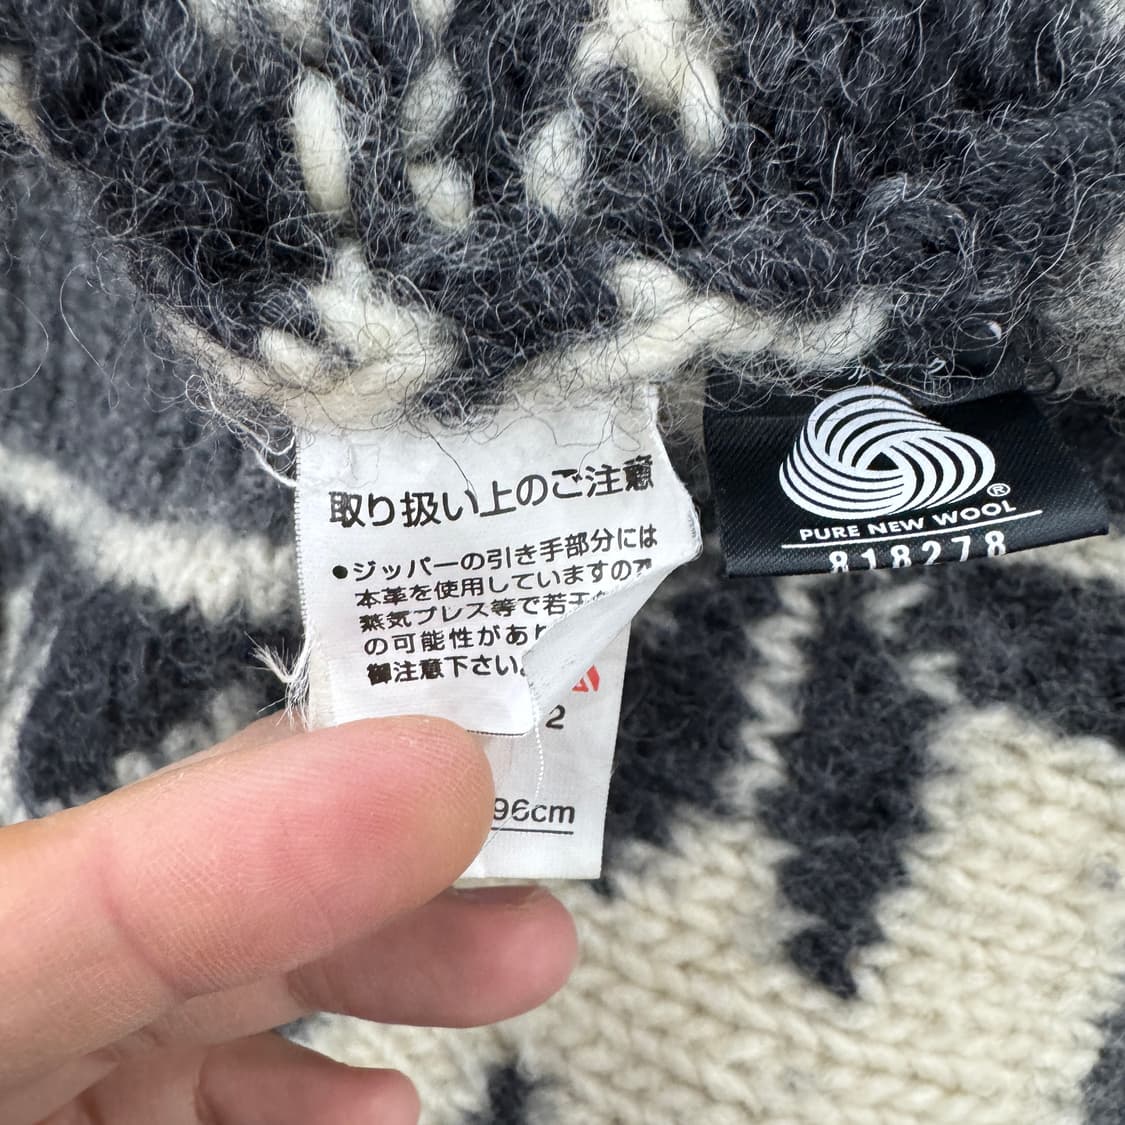 取り扱い上のご注意
●ジッパーの引き手部分には
本革を使用していますので
蒸気プレス等で若干
の可能性があり
御注意下さい。
2
96cm
PURE NEW WOOL
®
818278